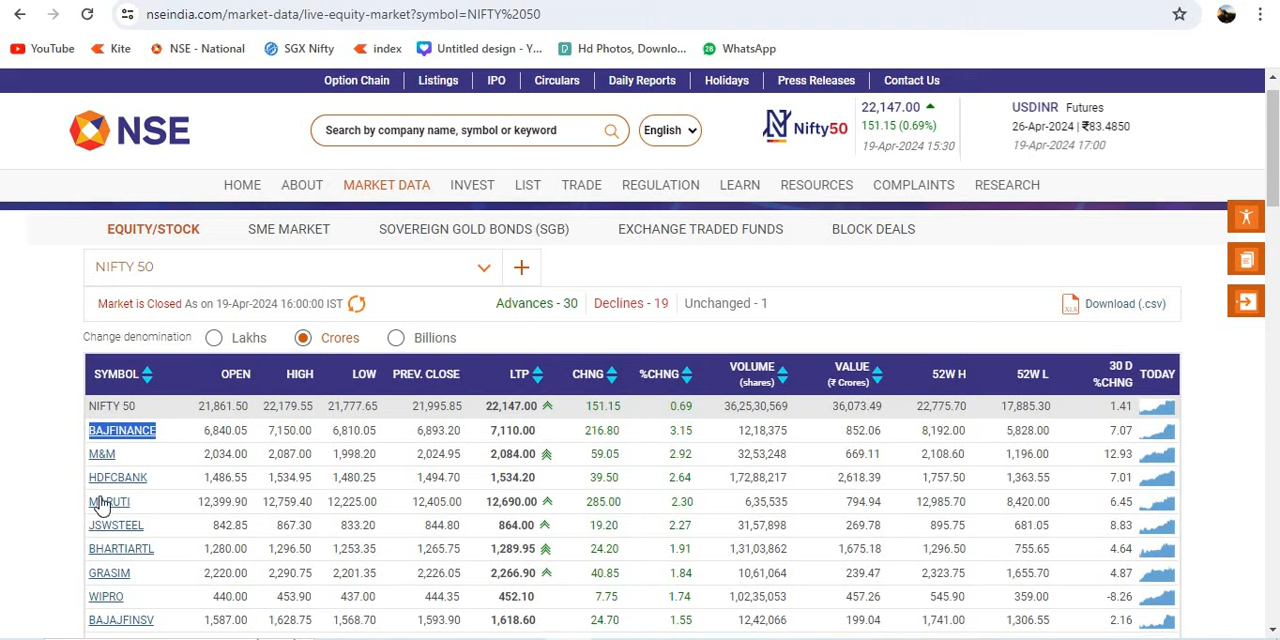 nseindia.com/market-data/live-equity-market?symbol=NIFTY%2050
YouTube Kite NSE - National SGX Nifty index Untitled design - Y... Hd Photos, Downlo... WhatsApp
Option Chain Listings IPO Circulars Daily Reports Holidays Press Releases Contact Us
NSE
Search by company name, symbol or keyword
English
Nifty50
22,147.00
151.15 (0.69%)
19-Apr-2024 15:30
USDINR Futures
26-Apr-2024 | ₹83.4850
19-Apr-2024 17:00
HOME ABOUT MARKET DATA INVEST LIST TRADE REGULATION LEARN RESOURCES COMPLAINTS RESEARCH
EQUITY/STOCK SME MARKET SOVEREIGN GOLD BONDS (SGB) EXCHANGE TRADED FUNDS BLOCK DEALS
NIFTY 50
Market is Closed As on 19-Apr-2024 16:00:00 IST Advances - 30 Declines - 19 Unchanged - 1 Download (.csv)
Change denomination Lakhs Crores Billions
SYMBOL OPEN HIGH LOW PREV. CLOSE LTP CHNG %CHNG VOLUME (shares) VALUE (₹ Crores) 52W H 52W L 30 D %CHNG TODAY
NIFTY 50 21,861.50 22,179.55 21,777.65 21,995.85 22,147.00 151.15 0.69 36,25,30,569 36,073.49 22,775.70 17,885.30 1.41
BAJFINANCE 6,840.05 7,150.00 6,810.05 6,893.20 7,110.00 216.80 3.15 12,18,375 852.06 8,192.00 5,828.00 7.07
M&M 2,034.00 2,087.00 1,998.20 2,024.95 2,084.00 59.05 2.92 32,53,248 669.11 2,108.60 1,196.00 12.93
HDFCBANK 1,486.55 1,534.95 1,480.25 1,494.70 1,534.20 39.50 2.64 1,72,88,217 2,618.39 1,757.50 1,363.55 7.01
MARUTI 12,399.90 12,759.40 12,225.00 12,405.00 12,690.00 285.00 2.30 6,35,535 794.94 12,985.70 8,420.00 6.45
JSWSTEEL 842.85 867.30 833.20 844.80 864.00 19.20 2.27 31,57,898 269.78 895.75 681.05 8.83
BHARTIARTL 1,280.00 1,296.50 1,253.35 1,265.75 1,289.95 24.20 1.91 1,31,03,862 1,675.18 1,296.50 755.65 4.64
GRASIM 2,220.00 2,290.75 2,201.35 2,226.05 2,266.90 40.85 1.84 10,61,064 239.47 2,323.75 1,655.70 4.87
WIPRO 440.00 453.90 437.00 444.35 452.10 7.75 1.74 1,02,35,053 457.26 545.90 359.00 -8.26
BAJAJFINSV 1,587.00 1,628.75 1,568.70 1,593.90 1,618.60 24.70 1.55 12,42,066 199.04 1,741.00 1,306.55 2.16